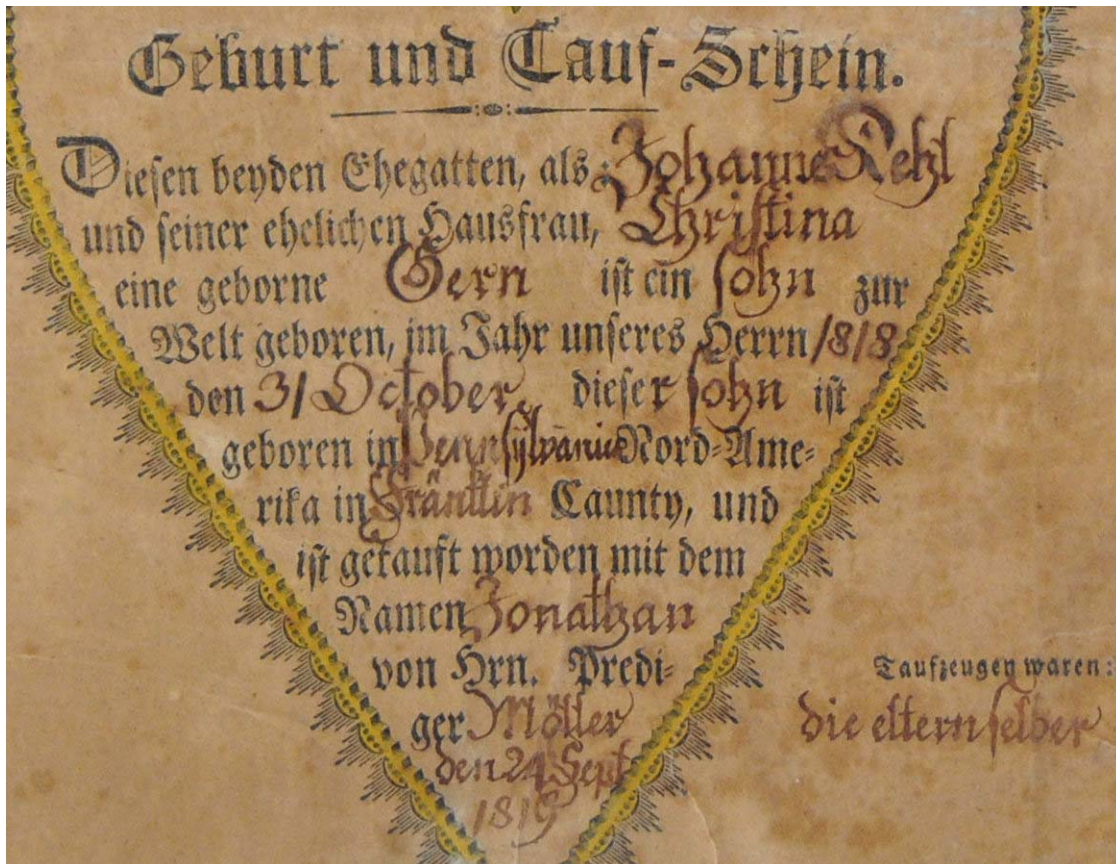 Geburt und Tauf-Schein.
Diesen beyden Ehegatten, als: Johanne Kehl
und seiner ehelichen Hausfrau, Christina
eine geborne Gern ist ein sohn zur
Welt geboren, im Jahr unseres Herrn 1818
den 31 October dieser sohn ist
geboren in Pennsylvanie Nord-Ame-
rika in Fränklin Caunty, und
ist getauft worden mit dem
Namen Jonathan
von Hrn. Predi-
ger Möller
den 24 Sept
1819
Taufzeugen waren:
die eltern selber